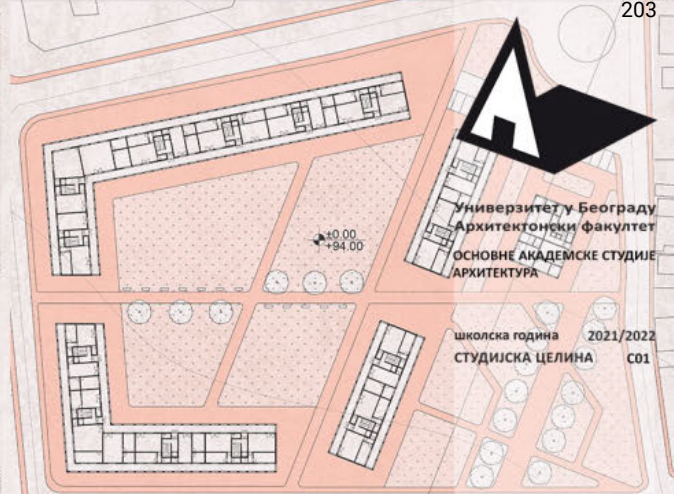 203
±0.00
+94.00
Универзитет у Београду
Архитектонски факултет
ОСНОВНЕ АКАДЕМСКЕ СТУДИЈЕ
АРХИТЕКТУРА
школска година 2021/2022
СТУДИЈСКА ЦЕЛИНА С01